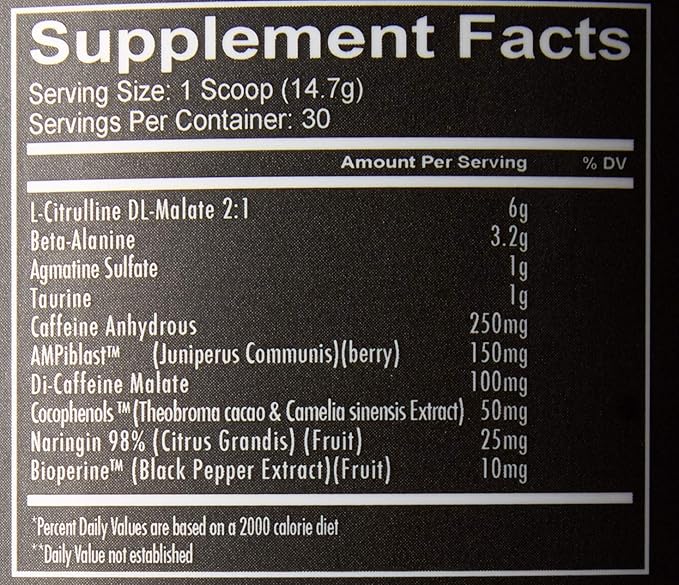 Supplement Facts
Serving Size: 1 Scoop (14.7g)
Servings Per Container: 30
Amount Per Serving % DV
L-Citrulline DL-Malate 2:1 6g
Beta-Alanine 3.2g
Agmatine Sulfate 1g
Taurine 1g
Caffeine Anhydrous 250mg
AMPiblast™ (Juniperus Communis)(berry) 150mg
Di-Caffeine Malate 100mg
Cocophenols™(Theobroma cacao & Camelia sinensis Extract) 50mg
Naringin 98% (Citrus Grandis) (Fruit) 25mg
Bioperine™ (Black Pepper Extract)(Fruit) 10mg
*Percent Daily Values are based on a 2000 calorie diet
**Daily Value not established